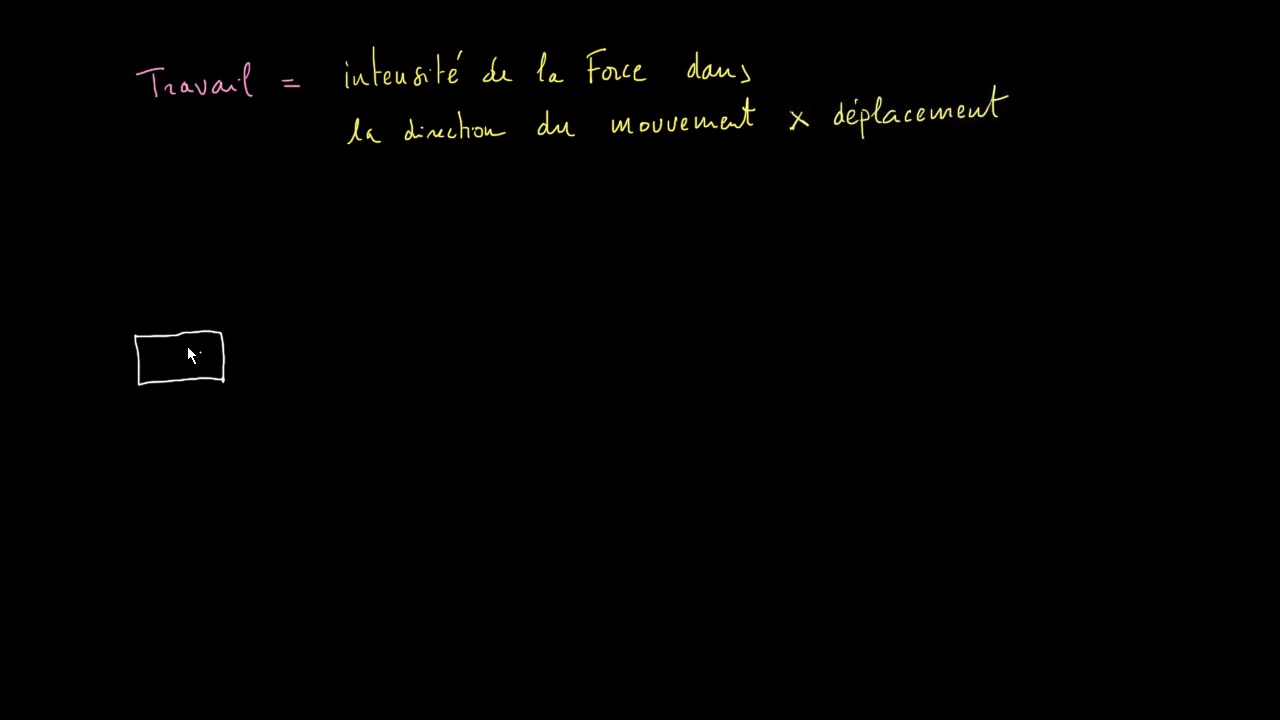 Travail = intensité de la Force dans
la direction du mouvement x déplacement